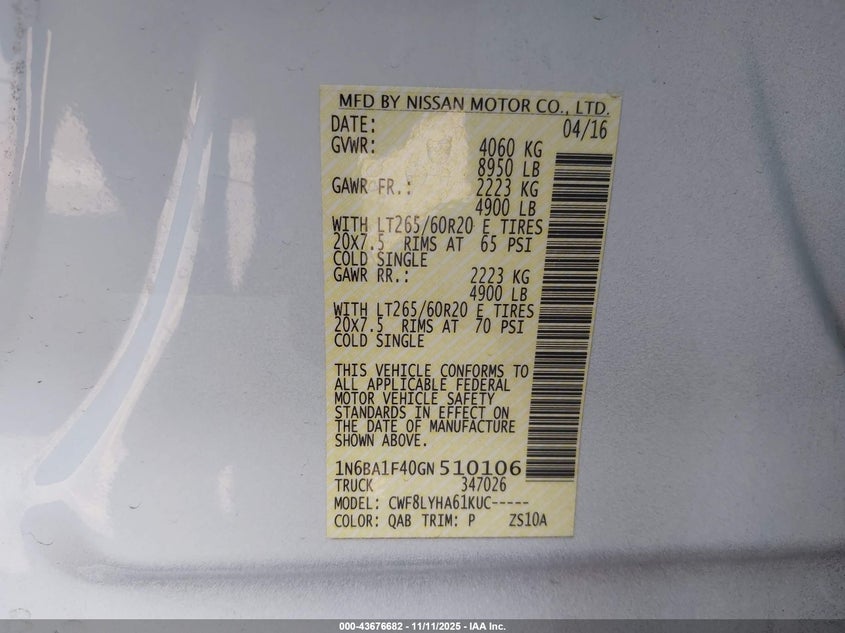 MFD BY NISSAN MOTOR CO., LTD.
DATE: 04/16
GVWR: 4060 KG
8950 LB
GAWR FR.: 2223 KG
4900 LB
WITH LT265/60R20 E TIRES
20X7.5 RIMS AT 65 PSI
COLD SINGLE
GAWR RR.: 2223 KG
4900 LB
WITH LT265/60R20 E TIRES
20X7.5 RIMS AT 70 PSI
COLD SINGLE
THIS VEHICLE CONFORMS TO
ALL APPLICABLE FEDERAL
MOTOR VEHICLE SAFETY
STANDARDS IN EFFECT ON
THE DATE OF MANUFACTURE
SHOWN ABOVE.
1N6BA1F40GN510106
TRUCK 347026
MODEL: CWF8LYHA61KUC-----
COLOR: QAB TRIM: P ZS10A
000-43676682 - 11/11/2025 - IAA Inc.